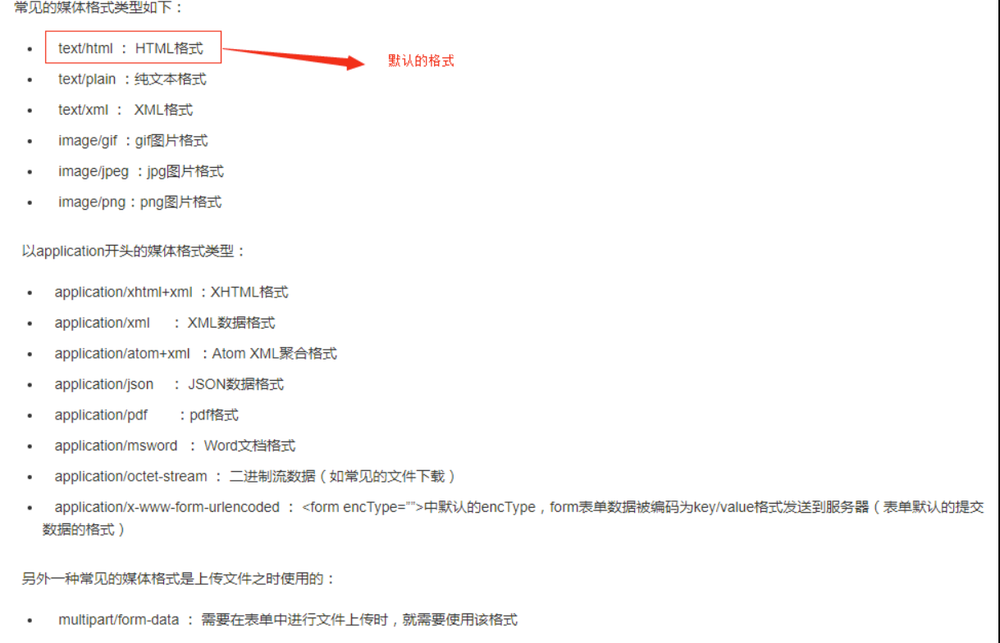 常见的媒体格式类型如下：
text/html ： HTML格式
默认的格式
text/plain ：纯文本格式
text/xml ： XML格式
image/gif ：gif图片格式
image/jpeg ：jpg图片格式
image/png：png图片格式
以application开头的媒体格式类型：
application/xhtml+xml ：XHTML格式
application/xml ： XML数据格式
application/atom+xml ：Atom XML聚合格式
application/json ： JSON数据格式
application/pdf ：pdf格式
application/msword ： Word文档格式
application/octet-stream ： 二进制流数据（如常见的文件下载）
application/x-www-form-urlencoded ： <form encType="">中默认的encType，form表单数据被编码为key/value格式发送到服务器（表单默认的提交
数据的格式）
另外一种常见的媒体格式是上传文件之时使用的：
multipart/form-data ： 需要在表单中进行文件上传时，就需要使用该格式